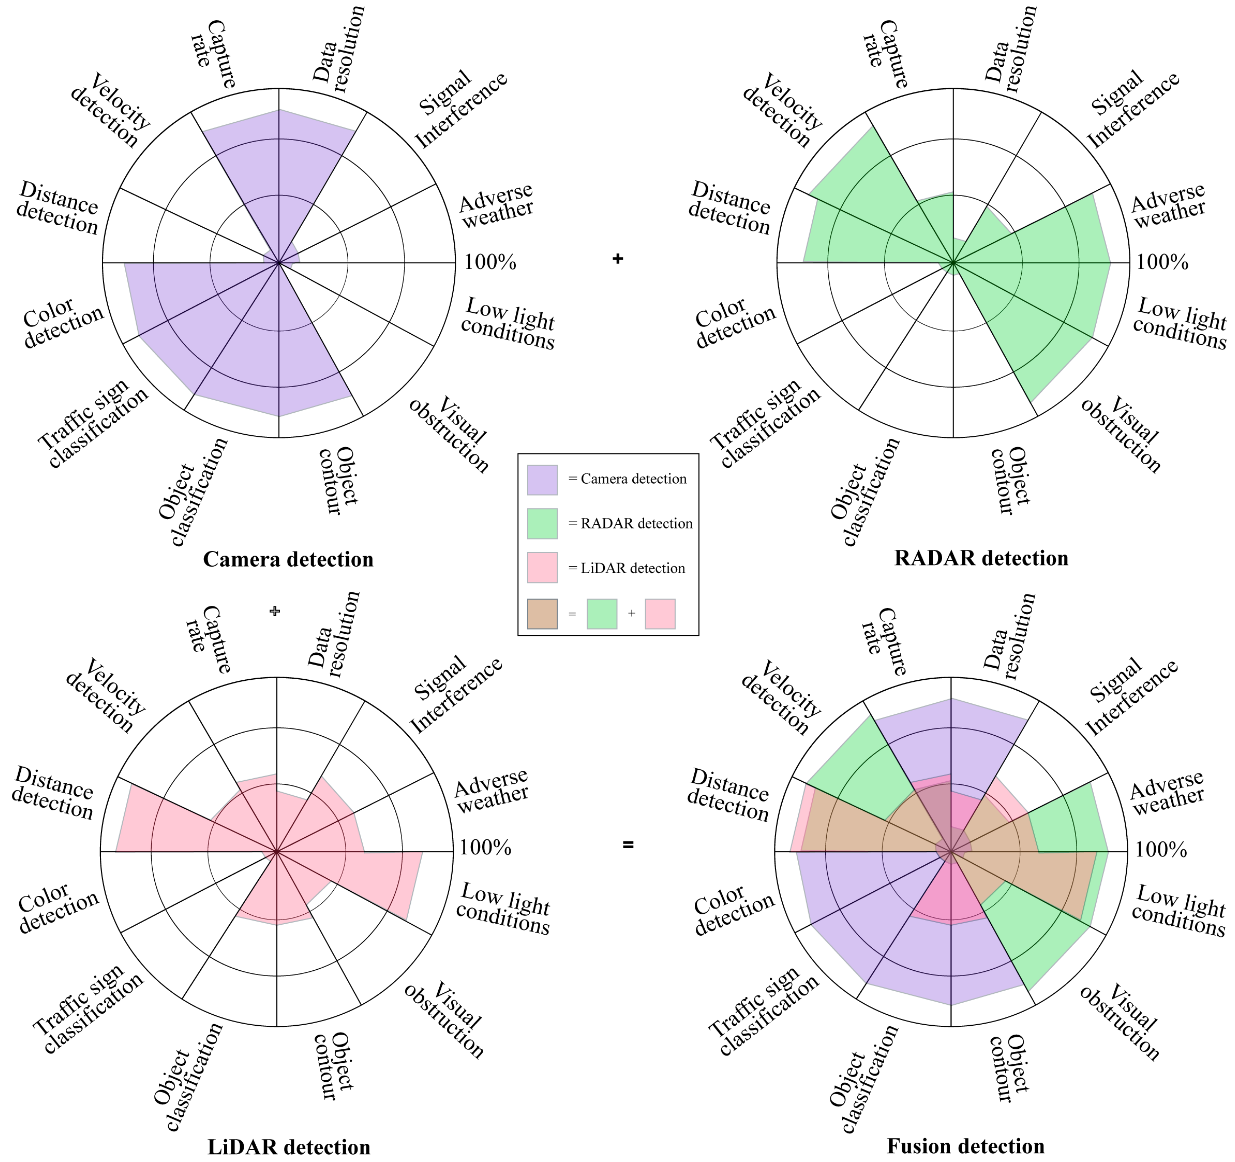 Capture
rate
Data
resolution
Signal
Interference
Velocity
detection
Adverse
weather
Distance
detection
100%
Low light
conditions
Color
detection
Traffic sign
classification
Visual
obstruction
Object
classification
Object
contour
Camera detection
+
Capture
rate
Data
resolution
Signal
Interference
Velocity
detection
Adverse
weather
Distance
detection
100%
Low light
conditions
Color
detection
Traffic sign
classification
Visual
obstruction
Object
classification
Object
contour
RADAR detection
= Camera detection
= RADAR detection
= LiDAR detection
= +
+
Capture
rate
Data
resolution
Signal
Interference
Velocity
detection
Adverse
weather
Distance
detection
100%
Low light
conditions
Color
detection
Traffic sign
classification
Visual
obstruction
Object
classification
Object
contour
LiDAR detection
=
Capture
rate
Data
resolution
Signal
Interference
Velocity
detection
Adverse
weather
Distance
detection
100%
Low light
conditions
Color
detection
Traffic sign
classification
Visual
obstruction
Object
classification
Object
contour
Fusion detection